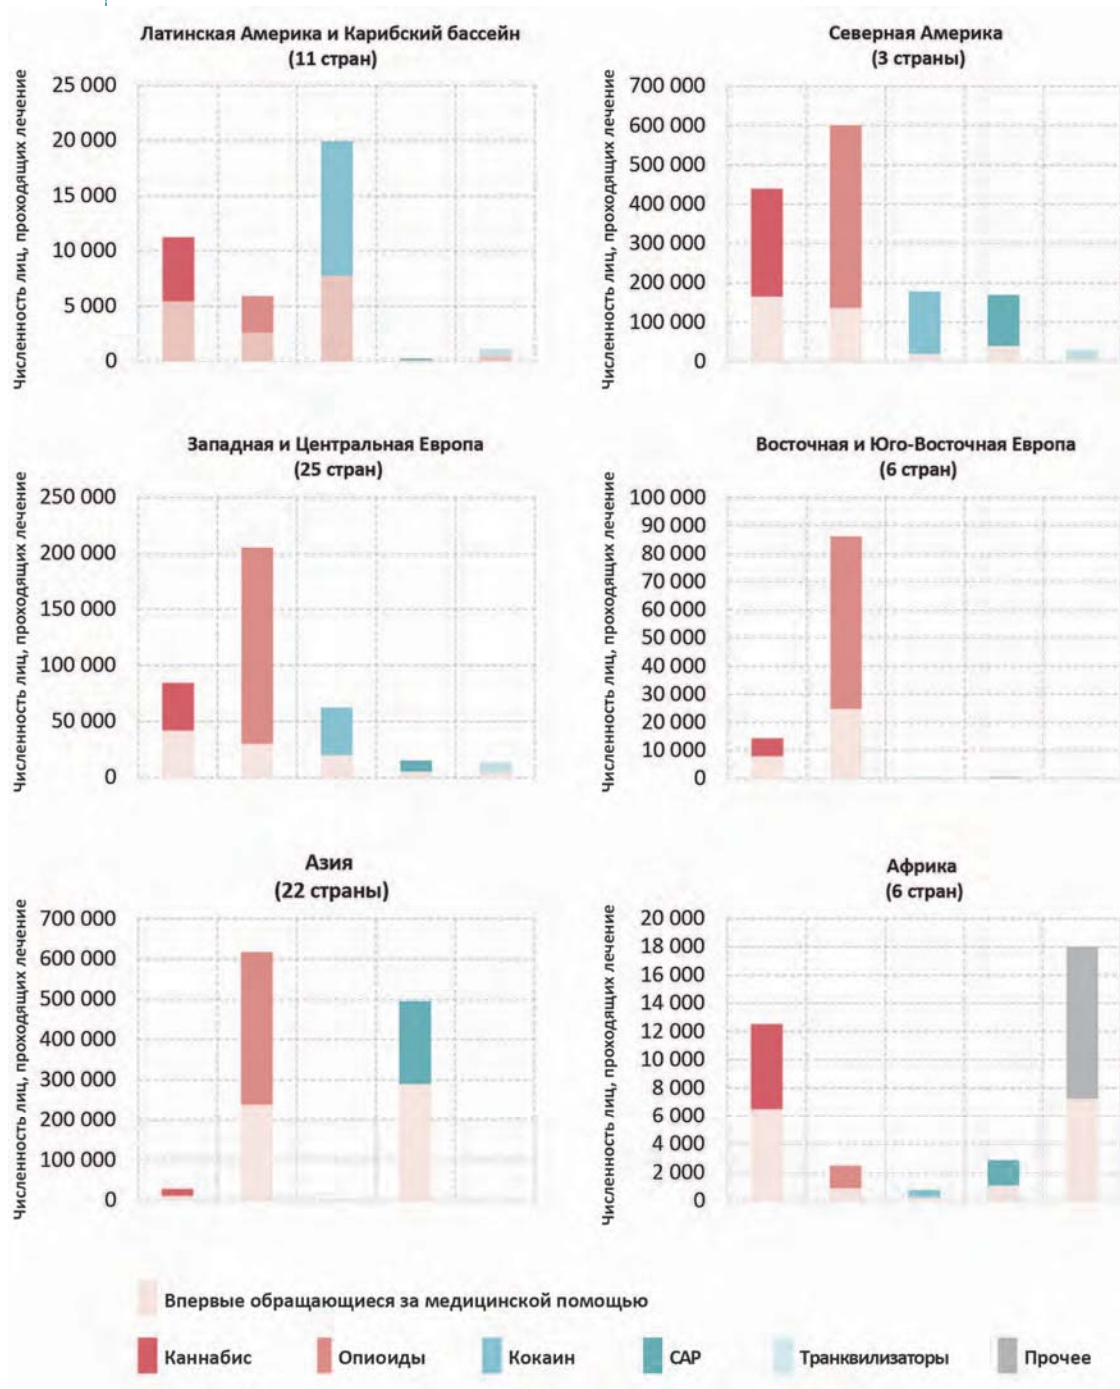 Латинская Америка и Карибский бассейн
(11 стран)
Численность лиц, проходящих лечение
25 000
20 000
15 000
10 000
5 000
0
Северная Америка
(3 страны)
Численность лиц, проходящих лечение
700 000
600 000
500 000
400 000
300 000
200 000
100 000
0
Западная и Центральная Европа
(25 стран)
Численность лиц, проходящих лечение
250 000
200 000
150 000
100 000
50 000
0
Восточная и Юго-Восточная Европа
(6 стран)
Численность лиц, проходящих лечение
100 000
90 000
80 000
70 000
60 000
50 000
40 000
30 000
20 000
10 000
0
Азия
(22 страны)
Численность лиц, проходящих лечение
700 000
600 000
500 000
400 000
300 000
200 000
100 000
0
Африка
(6 стран)
Численность лиц, проходящих лечение
20 000
18 000
16 000
14 000
12 000
10 000
8 000
6 000
4 000
2 000
0
Впервые обращающиеся за медицинской помощью
Каннабис Опиоиды Кокаин САР Транквилизаторы Прочее